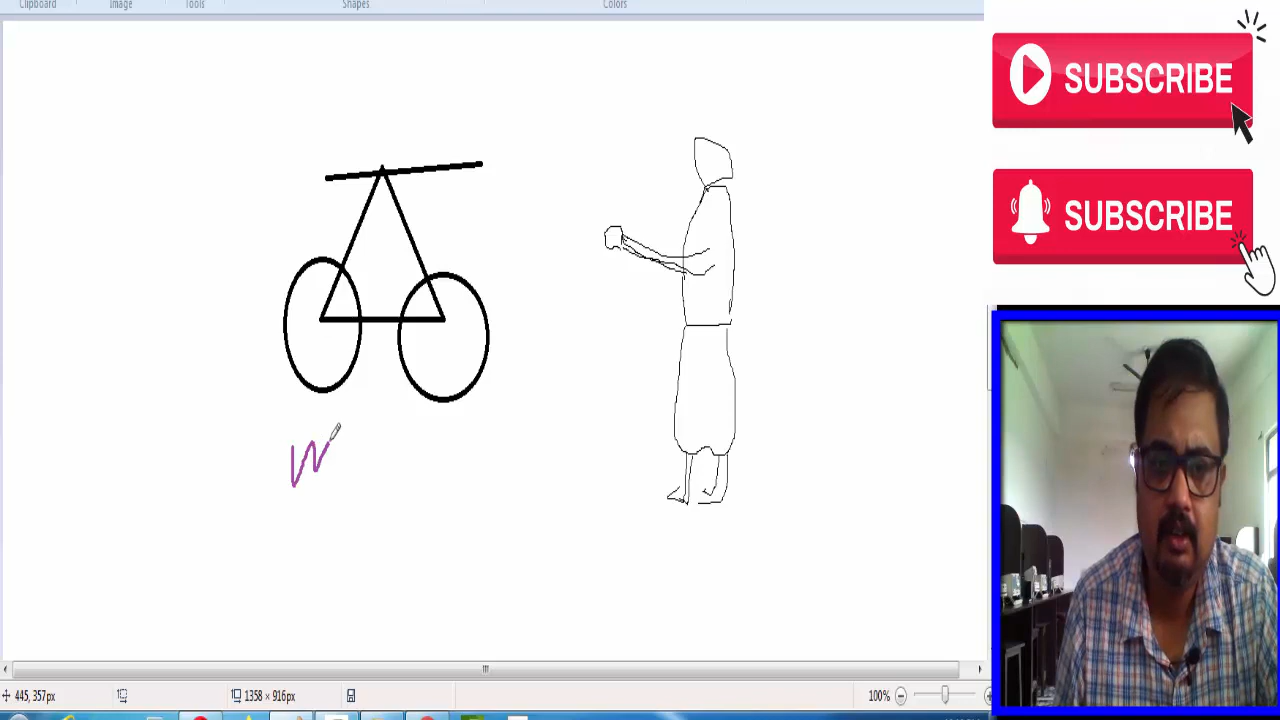 Clipboard Image Tools Shapes Colors
SUBSCRIBE
SUBSCRIBE
W
445, 357px 1358 × 916px 100%